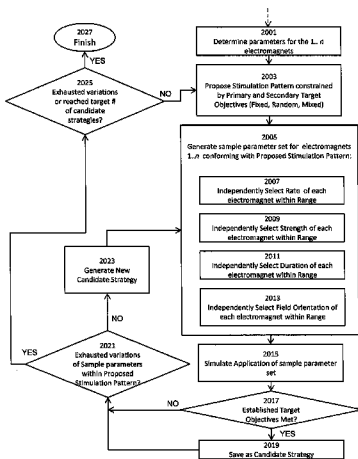 2001
Determine parameters for the 1.. n
electromagnets
2003
Propose Stimulation Pattern constrained
by Primary and Secondary Target
Objectives (Fixed, Random, Mixed)
2005
Generate sample parameter set for electromagnets
1..n conforming with Proposed Stimulation Pattern:
2007
Independently Select Rate of each
electromagnet within Range
2009
Independently Select Strength of each
electromagnet within Range
2011
Independently Select Duration of each
electromagnet within Range
2013
Independently Select Field Orientation of
each electromagnet within Range
2015
Simulate Application of sample parameter
set
2017
Established Target
Objectives Met?
NO
YES
2019
Save as Candidate Strategy
2021
Exhausted variations
of Sample parameters
within Proposed
Stimulation Pattern?
YES
NO
2023
Generate New
Candidate Strategy
2025
Exhausted variations
or reached target #
of candidate
strategies?
NO
YES
2027
Finish